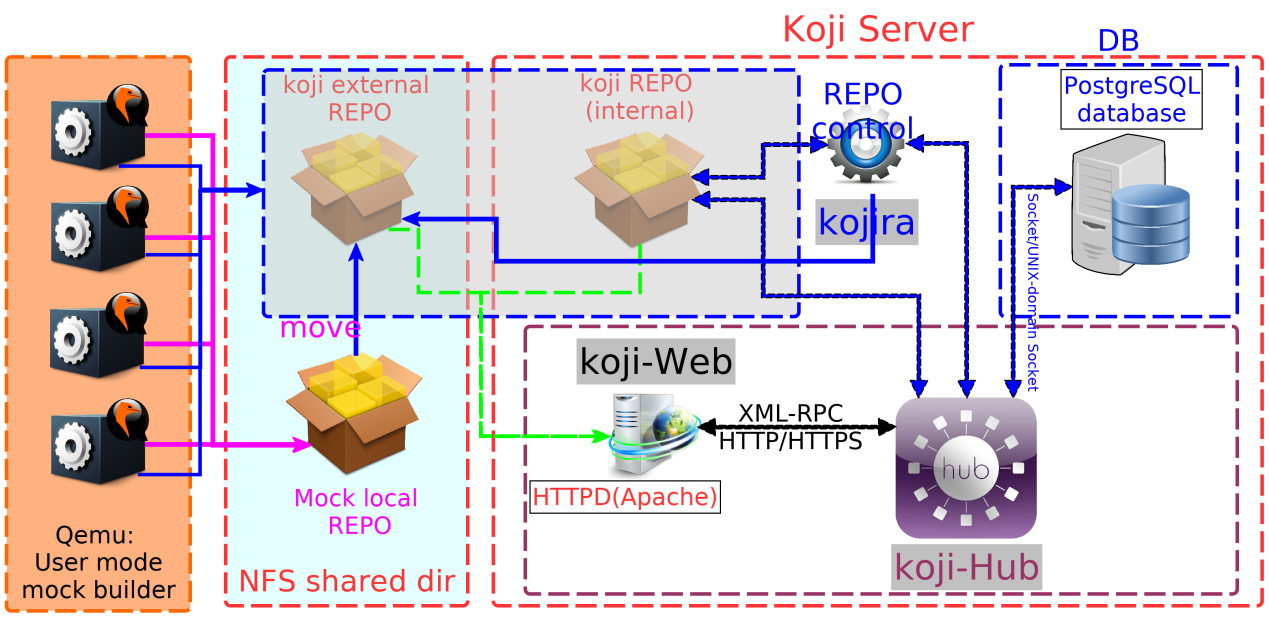 Koji Server
DB
koji external
REPO
koji REPO
(internal)
REPO
control
PostgreSQL
database
kojira
Socket/UNIX-domain Socket
move
koji-Web
XML-RPC
HTTP/HTTPS
hub
HTTPD(Apache)
Mock local
REPO
koji-Hub
NFS shared dir
Qemu:
User mode
mock builder